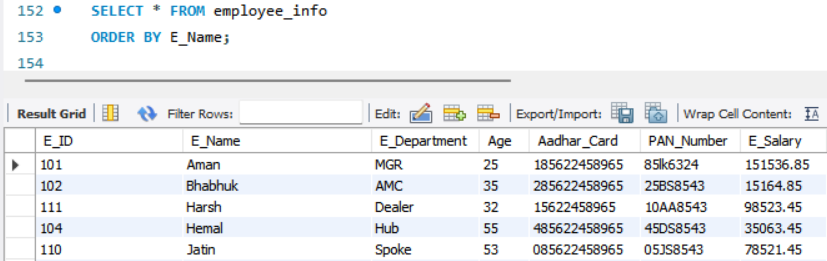 152 SELECT * FROM employee_info
153 ORDER BY E_Name;
154
Result Grid Filter Rows: Edit: Export/Import: Wrap Cell Content: IA
E_ID E_Name E_Department Age Aadhar_Card PAN_Number E_Salary
101 Aman MGR 25 185622458965 85lk6324 151536.85
102 Bhabhuk AMC 35 285622458965 25BS8543 15164.85
111 Harsh Dealer 32 15622458965 10AA8543 98523.45
104 Hemal Hub 55 485622458965 45DS8543 35063.45
110 Jatin Spoke 53 085622458965 05JS8543 78521.45